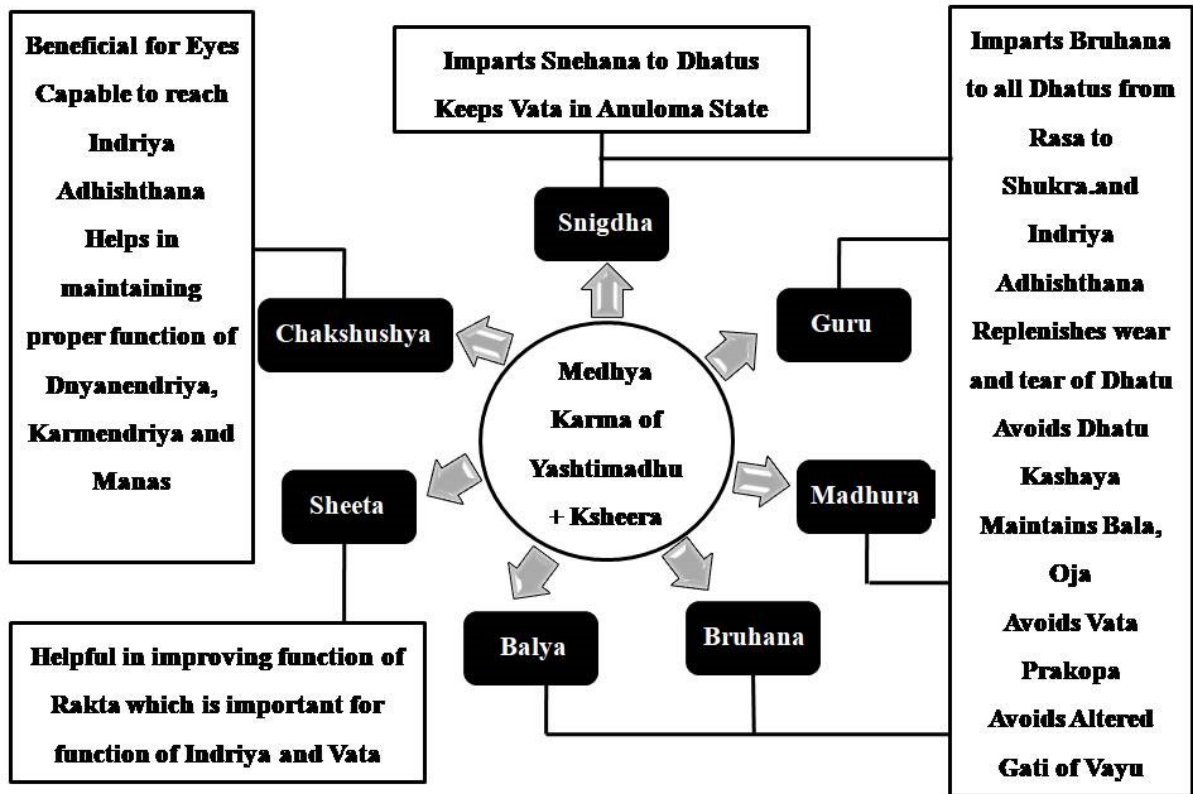 Beneficial for Eyes
Capable to reach
Indriya
Adhishthana
Helps in
maintaining
proper function of
Dnyanendriya,
Karmendriya and
Manas
Imparts Snehana to Dhatus
Keeps Vata in Anuloma State
Imparts Bruhana
to all Dhatus from
Rasa to
Shukra.and
Indriya
Adhishthana
Replenishes wear
and tear of Dhatu
Avoids Dhatu
Kashaya
Maintains Bala,
Oja
Avoids Vata
Prakopa
Avoids Altered
Gati of Vayu
Snigdha
Chakshushya
Guru
Medhya
Karma of
Yashtimadhu
+ Ksheera
Sheeta
Madhura
Balya
Bruhana
Helpful in improving function of
Rakta which is important for
function of Indriya and Vata